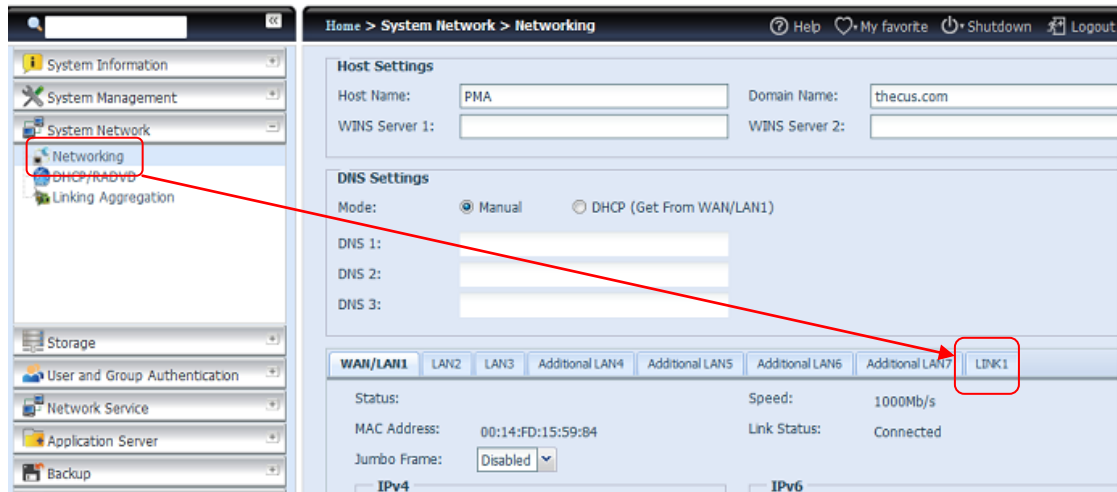 Home > System Network > Networking
Help My favorite Shutdown Logout
System Information
System Management
System Network
Networking
DHCP/RADVD
Linking Aggregation
Storage
User and Group Authentication
Network Service
Application Server
Backup
Host Settings
Host Name: PMA Domain Name: thecus.com
WINS Server 1: WINS Server 2:
DNS Settings
Mode: Manual DHCP (Get From WAN/LAN1)
DNS 1:
DNS 2:
DNS 3:
WAN/LAN1 LAN2 LAN3 Additional LAN4 Additional LAN5 Additional LAN6 Additional LAN7 LINK1
Status: Speed: 1000Mb/s
MAC Address: 00:14:FD:15:59:84 Link Status: Connected
Jumbo Frame: Disabled
IPv4 IPv6